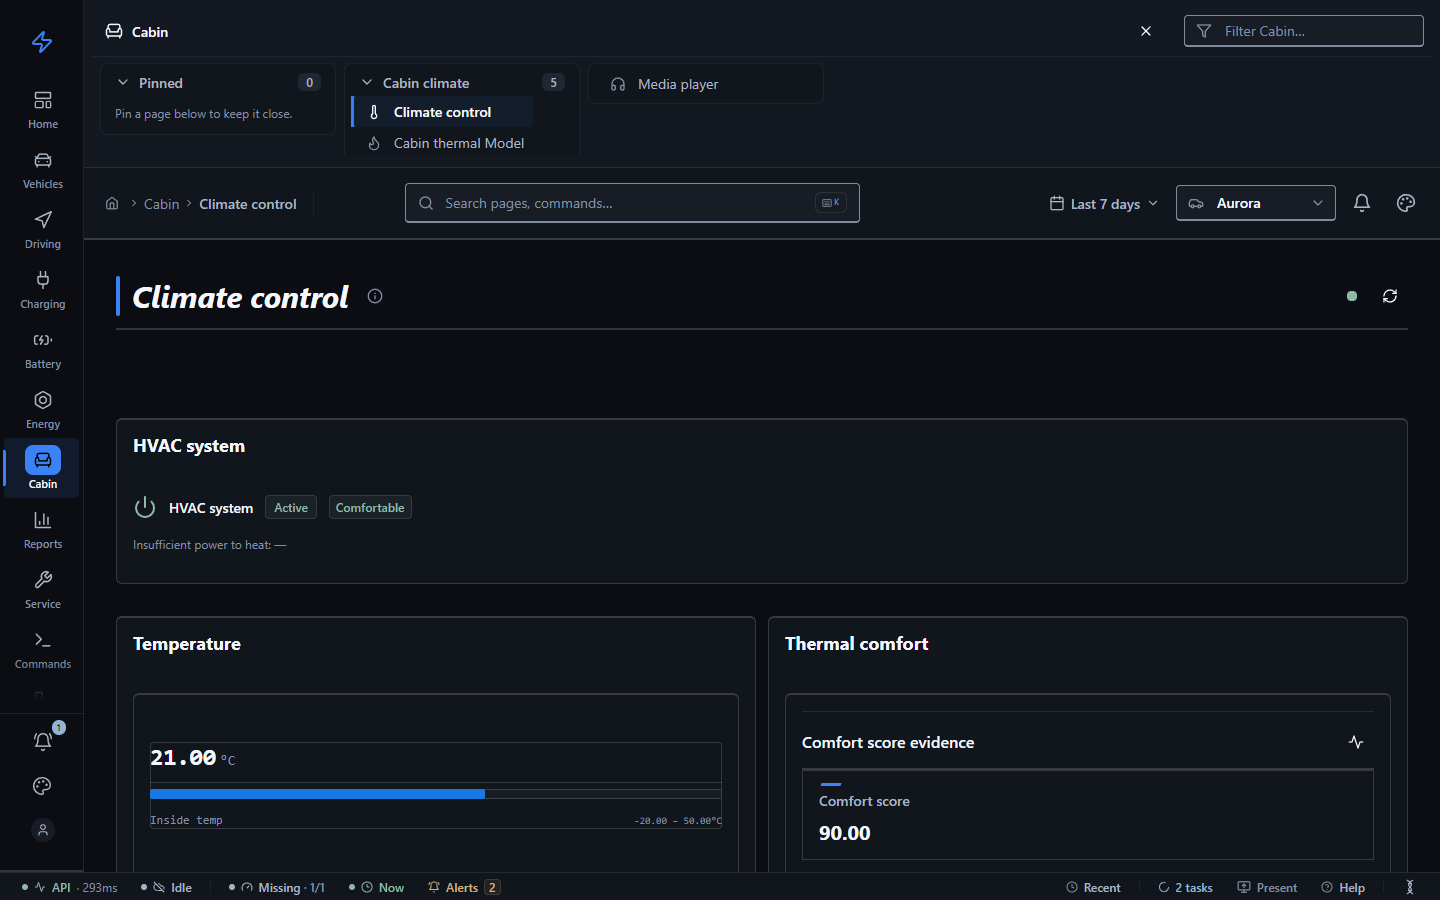 Cabin
Filter Cabin...
Pinned
0
Pin a page below to keep it close.
Cabin climate
5
Climate control
Cabin thermal Model
Media player
Home
Vehicles
Driving
Charging
Battery
Energy
Cabin
Reports
Service
Commands
1
Cabin
Climate control
Search pages, commands...
K
Last 7 days
Aurora
Climate control
HVAC system
HVAC system
Active
Comfortable
Insufficient power to heat: —
Temperature
21.00 °C
Inside temp
-20.00 – 50.00°C
Thermal comfort
Comfort score evidence
Comfort score
90.00
API · 293ms
Idle
Missing · 1/1
Now
Alerts 2
Recent
2 tasks
Present
Help